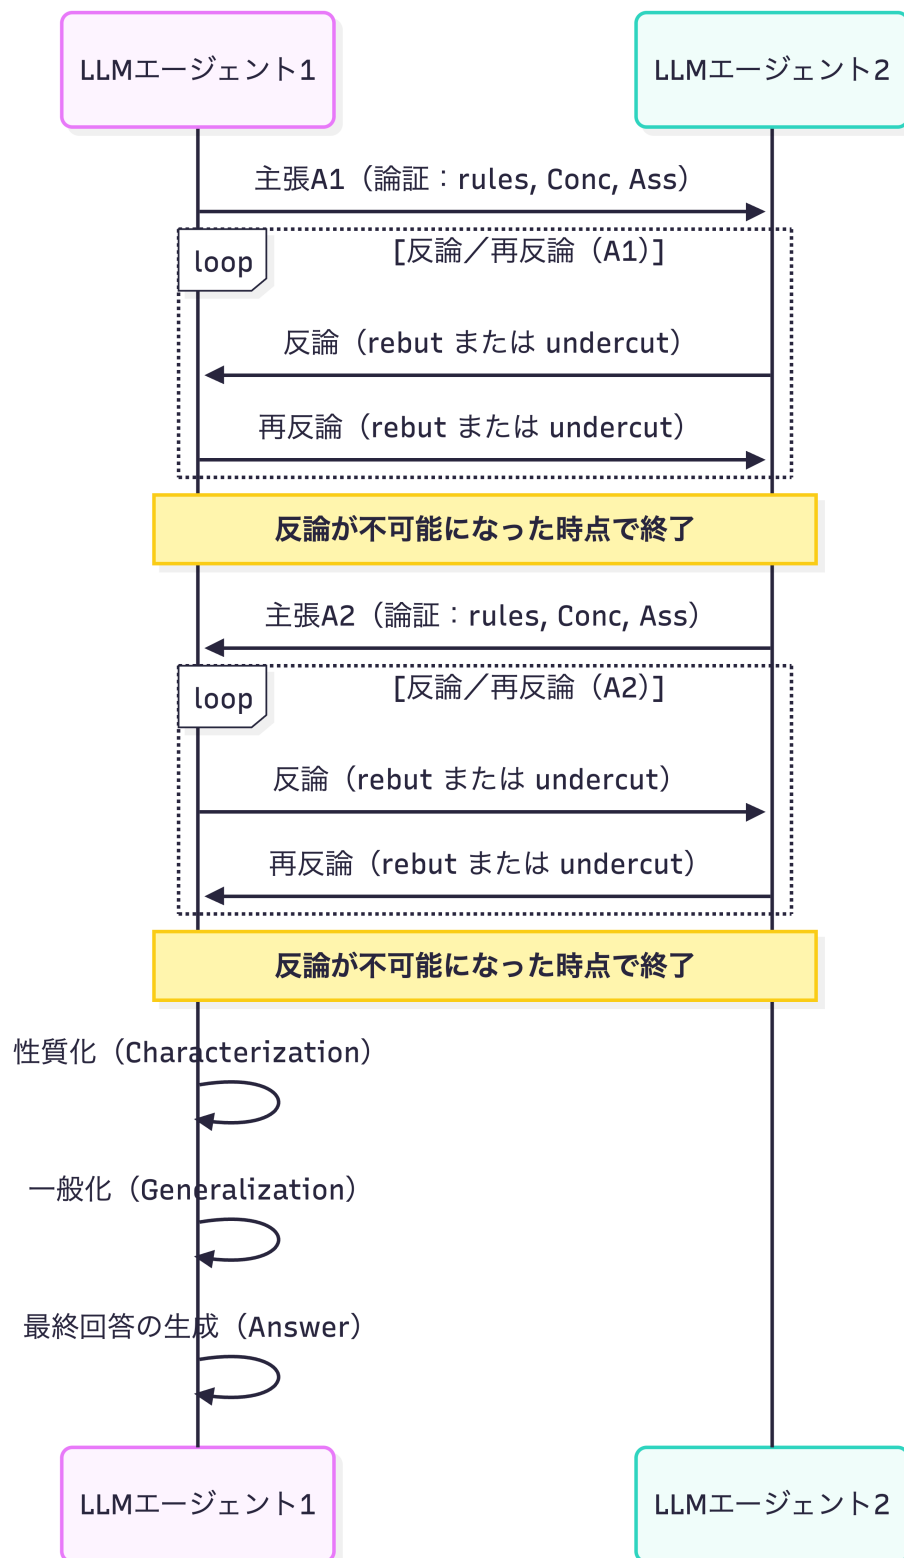 LLMエージェント1
LLMエージェント2
主張A1（論証：rules, Conc, Ass）
loop
[反論／再反論（A1）]
反論（rebut または undercut）
再反論（rebut または undercut）
反論が不可能になった時点で終了
主張A2（論証：rules, Conc, Ass）
loop
[反論／再反論（A2）]
反論（rebut または undercut）
再反論（rebut または undercut）
反論が不可能になった時点で終了
性質化（Characterization）
一般化（Generalization）
最終回答の生成（Answer）
LLMエージェント1
LLMエージェント2